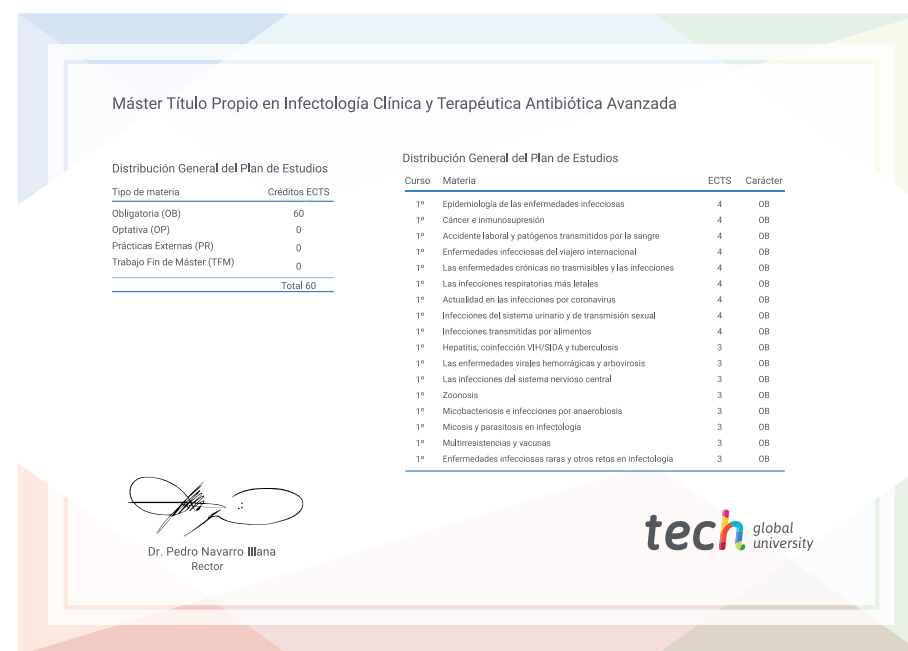 Máster Título Propio en Infectología Clínica y Terapéutica Antibiótica Avanzada
Distribución General del Plan de Estudios
Tipo de materia Créditos ECTS
Obligatoria (OB) 60
Optativa (OP) 0
Prácticas Externas (PR) 0
Trabajo Fin de Máster (TFM) 0
Total 60
Distribución General del Plan de Estudios
Curso Materia ECTS Carácter
1º Epidemiología de las enfermedades infecciosas 4 OB
1º Cáncer e inmunosupresión 4 OB
1º Accidente laboral y patógenos transmitidos por la sangre 4 OB
1º Enfermedades infecciosas del viajero internacional 4 OB
1º Las enfermedades crónicas no trasmisibles y las infecciones 4 OB
1º Las infecciones respiratorias más letales 4 OB
1º Actualidad en las infecciones por coronavirus 4 OB
1º Infecciones del sistema urinario y de transmisión sexual 4 OB
1º Infecciones transmitidas por alimentos 4 OB
1º Hepatitis, coinfección VIH/SIDA y tuberculosis 3 OB
1º Las enfermedades virales hemorrágicas y arbovirosis 3 OB
1º Las infecciones del sistema nervioso central 3 OB
1º Zoonosis 3 OB
1º Micobacteriosis e infecciones por anaerobiosis 3 OB
1º Micosis y parasitosis en infectología 3 OB
1º Multirresistencias y vacunas 3 OB
1º Enfermedades infecciosas raras y otros retos en infectología 3 OB
Dr. Pedro Navarro Illana
Rector
tech global university